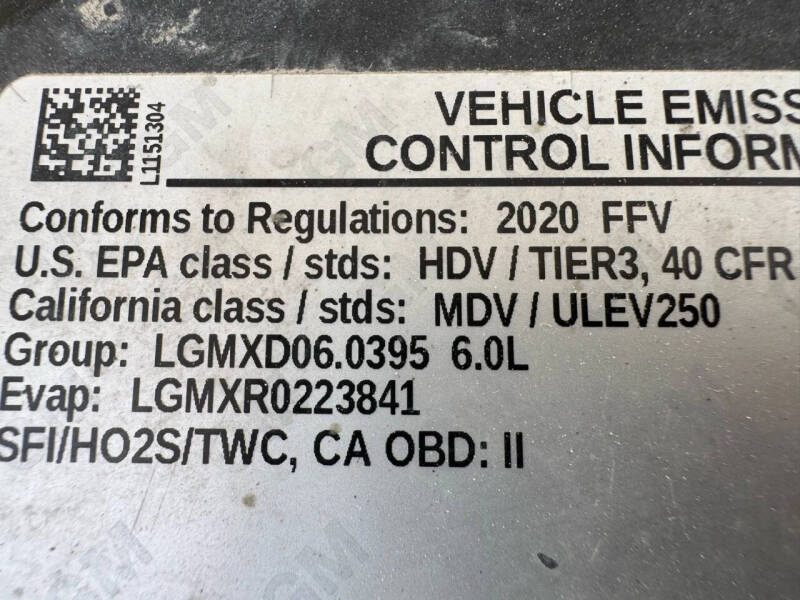 L1151304
VEHICLE EMISS
CONTROL INFORM
Conforms to Regulations: 2020 FFV
U.S. EPA class / stds: HDV / TIER3, 40 CFR
California class / stds: MDV / ULEV250
Group: LGMXD06.0395 6.0L
Evap: LGMXR0223841
SFI/HO2S/TWC, CA OBD: II